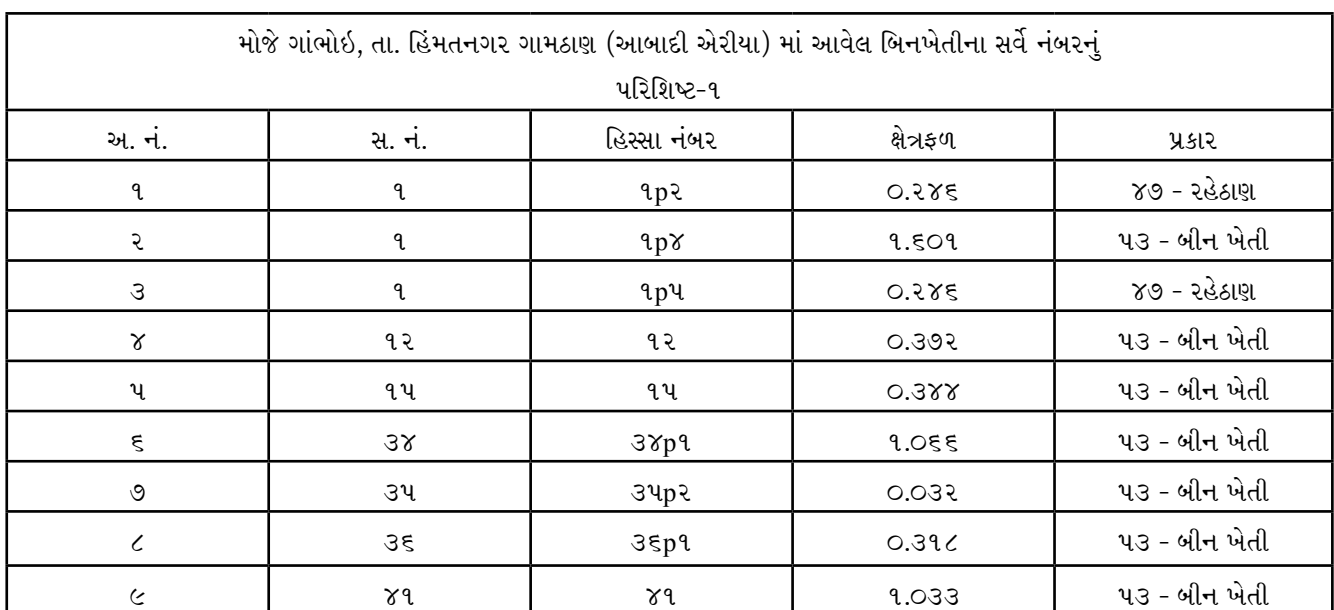 મોજે ગાંભોઇ, તા. હિંમતનગર ગામઠાણ (આબાદી એરીયા) માં આવેલ બિનખેતીના સર્વે નંબરનું
પરિશિષ્ટ-૧
અ. નં. સ. નં. હિસ્સા નંબર ક્ષેત્રફળ પ્રકાર
૧ ૧ ૧p૨ ૦.૨૪૬ ૪૭ - રહેઠાણ
૨ ૧ ૧p૪ ૧.૬૦૧ ૫૩ - બીન ખેતી
૩ ૧ ૧p૫ ૦.૨૪૬ ૪૭ - રહેઠાણ
૪ ૧૨ ૧૨ ૦.૩૭૨ ૫૩ - બીન ખેતી
૫ ૧૫ ૧૫ ૦.૩૪૪ ૫૩ - બીન ખેતી
૬ ૩૪ ૩૪p૧ ૧.૦૬૬ ૫૩ - બીન ખેતી
૭ ૩૫ ૩૫p૨ ૦.૦૩૨ ૫૩ - બીન ખેતી
૮ ૩૬ ૩૬p૧ ૦.૩૧૮ ૫૩ - બીન ખેતી
૯ ૪૧ ૪૧ ૧.૦૩૩ ૫૩ - બીન ખેતી